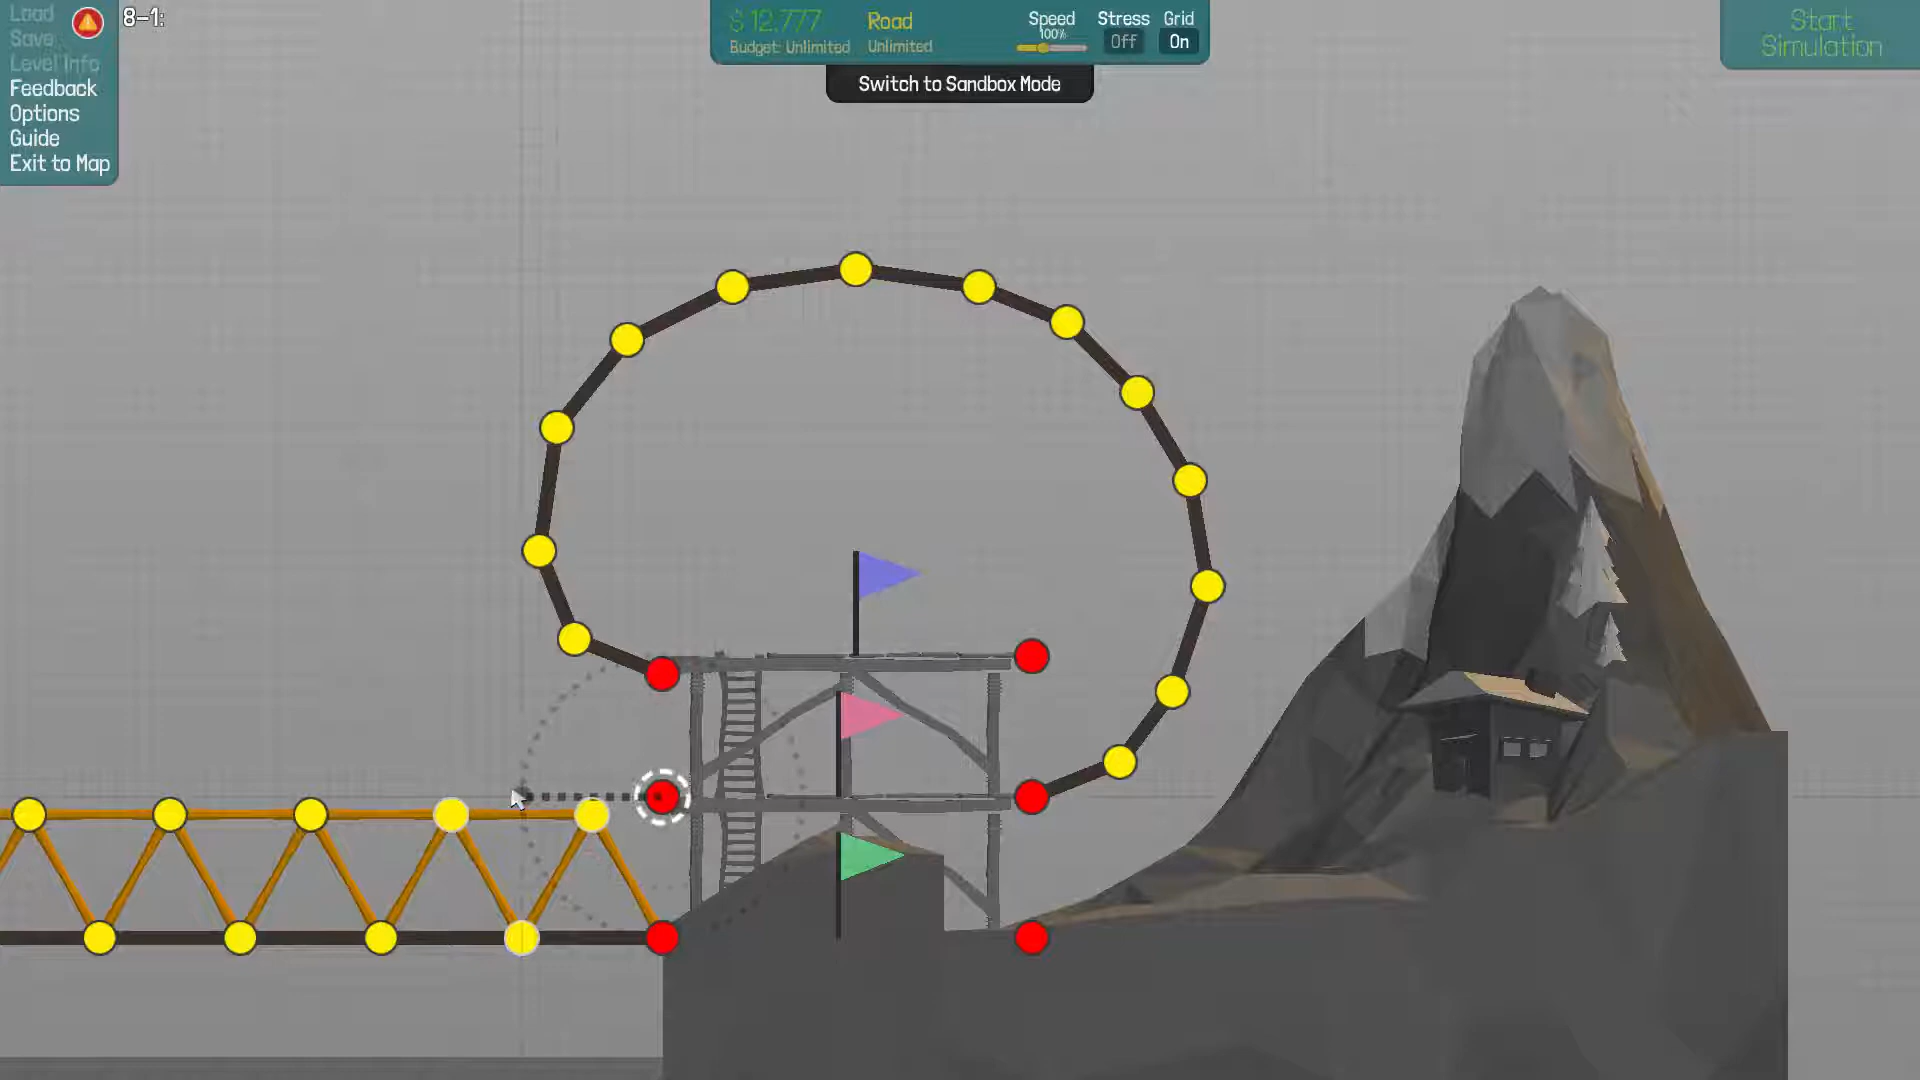 Load
Save
Level Info
Feedback
Options
Guide
Exit to Map
8-1:
$ 12,777
Budget: Unlimited
Road
Unlimited
Speed
100%
Stress
Off
Grid
On
Switch to Sandbox Mode
Start
Simulation